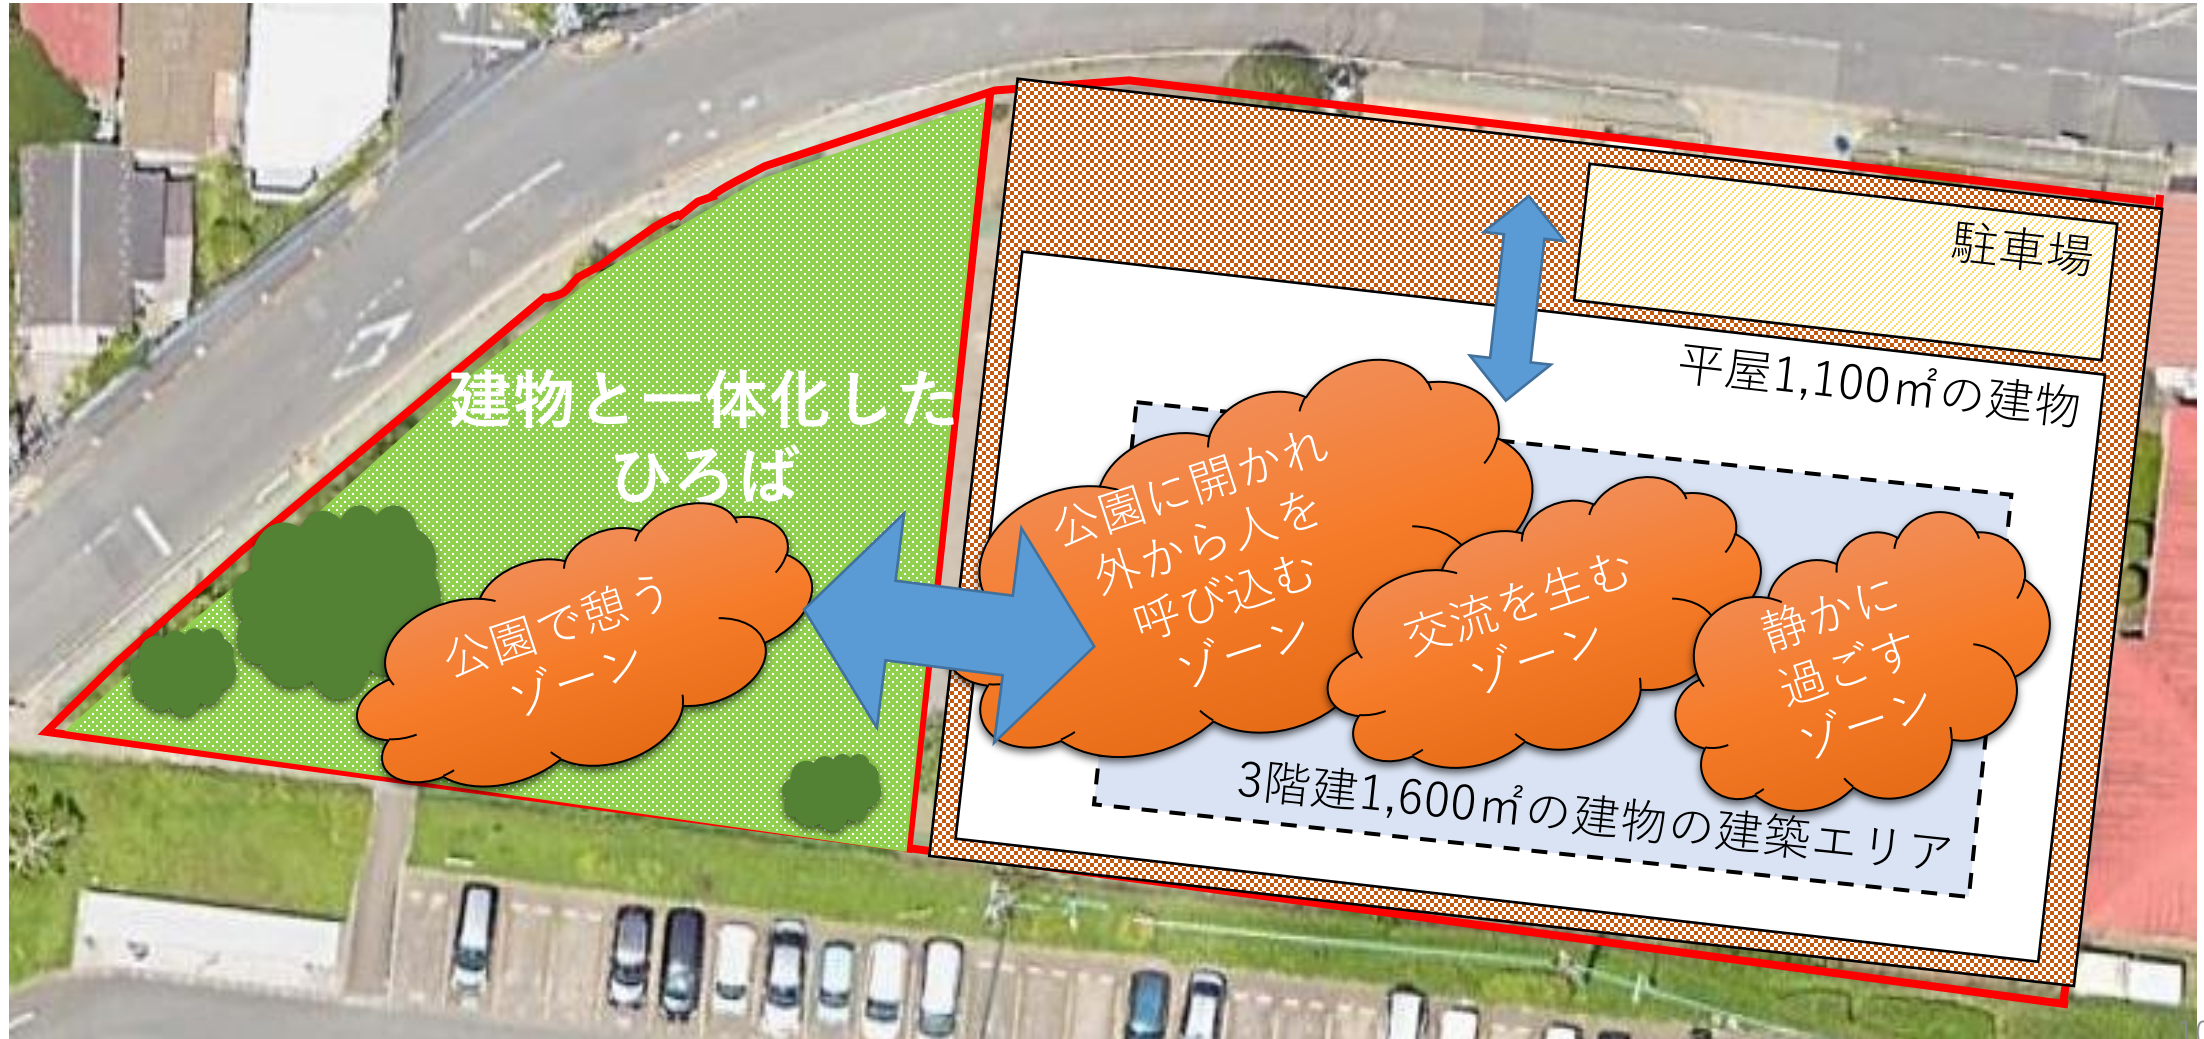 駐車場
平屋1,100㎡の建物
建物と一体化した
ひろば
公園で憩う
ゾーン
公園に開かれ
外から人を
呼び込む
ゾーン
交流を生む
ゾーン
静かに
過ごす
ゾーン
3階建1,600㎡の建物の建築エリア